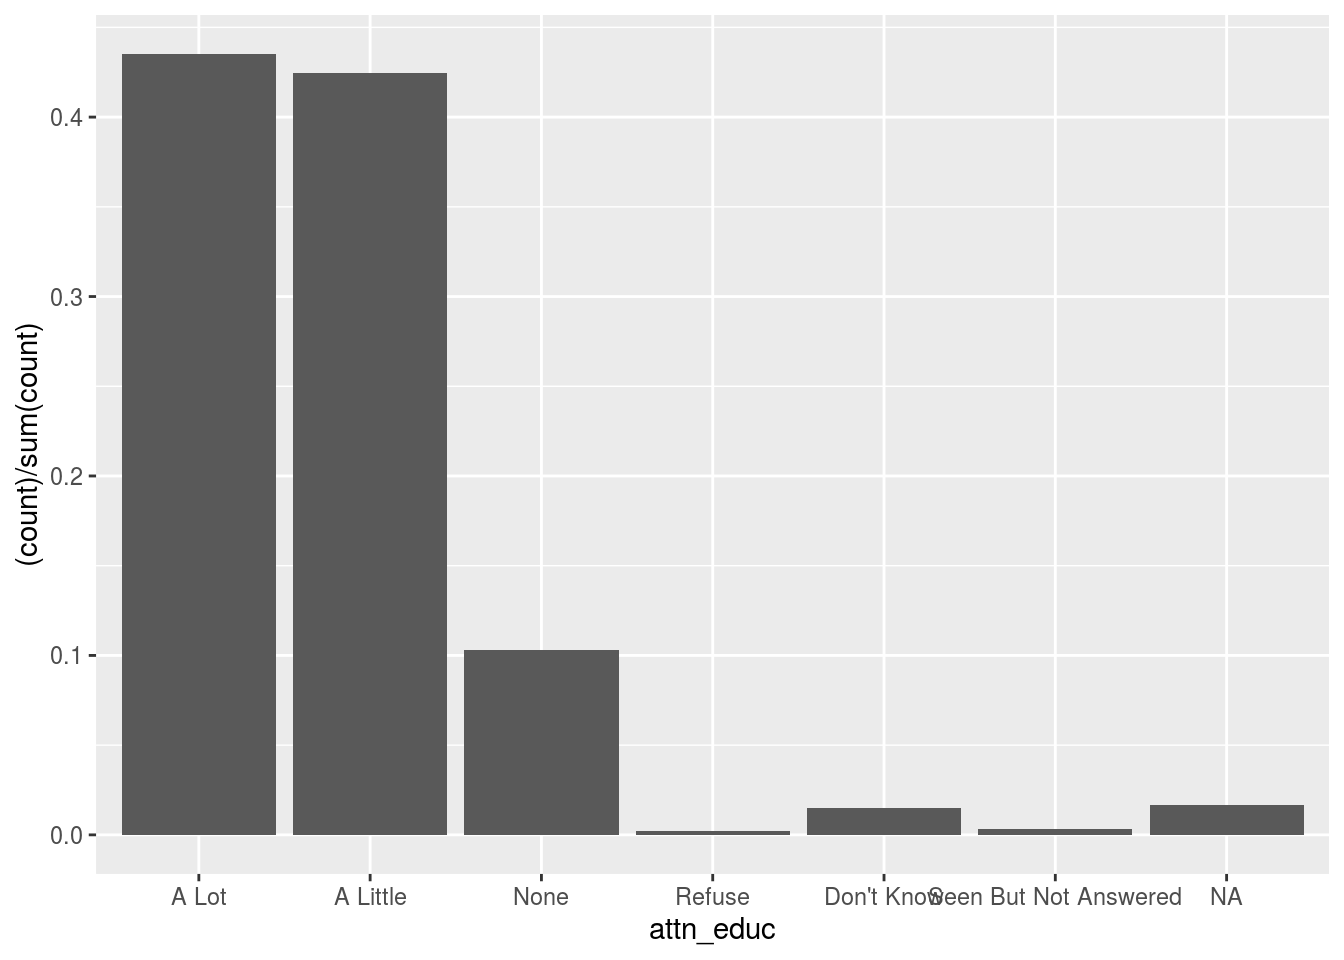 (count)/sum(count)
0.4
0.3
0.2
0.1
0.0
A Lot
A Little
None
Refuse
Don't Know
Seen But Not Answered
NA
attn_educ